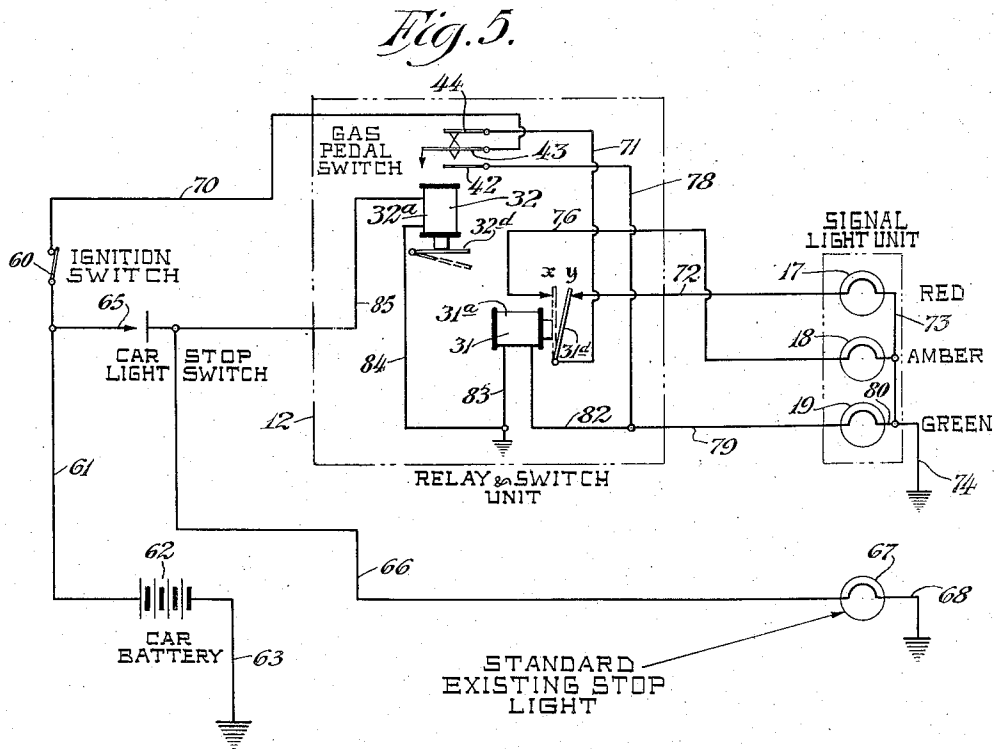 Fig. 5.
44
GAS
PEDAL
SWITCH
43
42
71
70
78
32ª
32
32ᵈ
76
SIGNAL
LIGHT UNIT
17
60
IGNITION
SWITCH
x y
72
RED
73
65
85
31ª
31
31ᵈ
18
CAR STOP
LIGHT SWITCH
84
AMBER
83
19
80
12
82
GREEN
79
61
RELAY & SWITCH
UNIT
74
62
66
67
68
CAR
BATTERY
63
STANDARD
EXISTING STOP
LIGHT